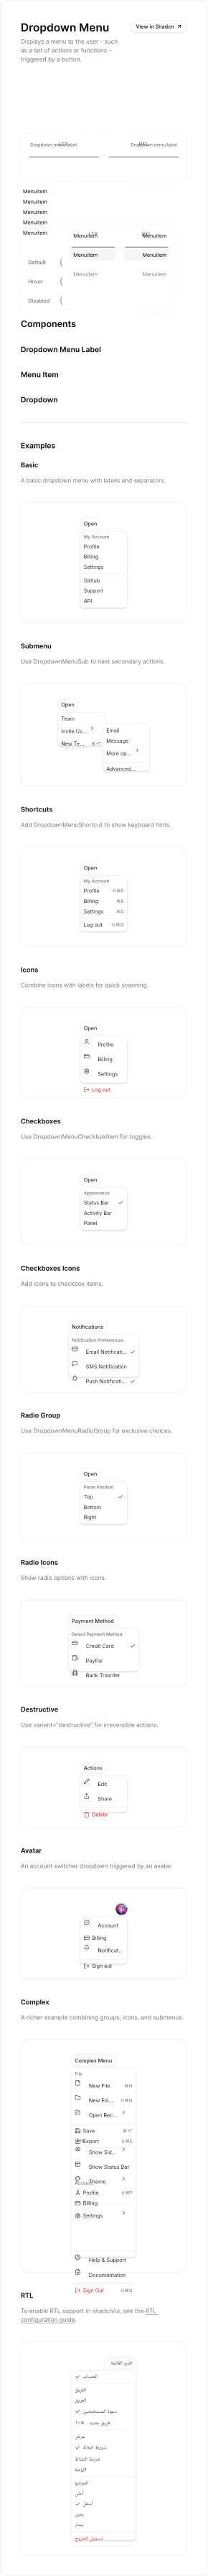 Dropdown Menu
View in Shadcn
Displays a menu to the user - such
as a set of actions or functions -
triggered by a button.
Dropdown menu label
Dropdown menu label
Menuitem
Menuitem
Menuitem
Menuitem
Menuitem
Menuitem
Menuitem
Default
Menuitem
Menuitem
Hover
Menuitem
Menuitem
Disabled
Components
Dropdown Menu Label
Menu Item
Dropdown
Examples
Basic
A basic dropdown menu with labels and separators.
Open
My Account
Profile
Billing
Settings
Github
Support
API
Submenu
Use DropdownMenuSub to nest secondary actions.
Open
Team
Invite Us...
New Te... ⌘+T
Email
Message
More op...
Advanced...
Shortcuts
Add DropdownMenuShortcut to show keyboard hints.
Open
My Account
Profile ⇧⌘P
Billing ⌘B
Settings ⌘S
Log out ⇧⌘Q
Icons
Combine icons with labels for quick scanning.
Open
Profile
Billing
Settings
Log out
Checkboxes
Use DropdownMenuCheckboxItem for toggles.
Open
Appearance
Status Bar
Activity Bar
Panel
Checkboxes Icons
Add icons to checkbox items.
Notifications
Notification Preferences
Email Notificati...
SMS Notification
Push Notificati...
Radio Group
Use DropdownMenuRadioGroup for exclusive choices.
Open
Panel Position
Top
Bottom
Right
Radio Icons
Show radio options with icons.
Payment Method
Select Payment Method
Credit Card
PayPal
Bank Trasnfer
Destructive
Use variant="destructive" for irreversible actions.
Actions
Edit
Share
Delete
Avatar
An account switcher dropdown triggered by an avatar.
Account
Billing
Notificat...
Sign out
Complex
A richer example combining groups, icons, and submenus.
Complex Menu
File
New File ⌘N
New Fol... ⇧⌘N
Open Rec...
Save ⌘+T
Export ⇧⌘E
Show Sid...
Show Status Bar
Theme
Account
Profile ⇧⌘P
Billing
Settings
Help & Support
Documentation
Sign Out ⇧⌘Q
RTL
To enable RTL support in shadcn/ui, see the RTL
configuration guide.
افتح القائمة
الحساب
الفريق
الفريق
دعوة المستخدمين
فريق جديد ⌘+T
عرض
شريط الحالة
شريط النشاط
اللوحة
الموضع
أعلى
أسفل
يمين
يسار
تسجيل الخروج